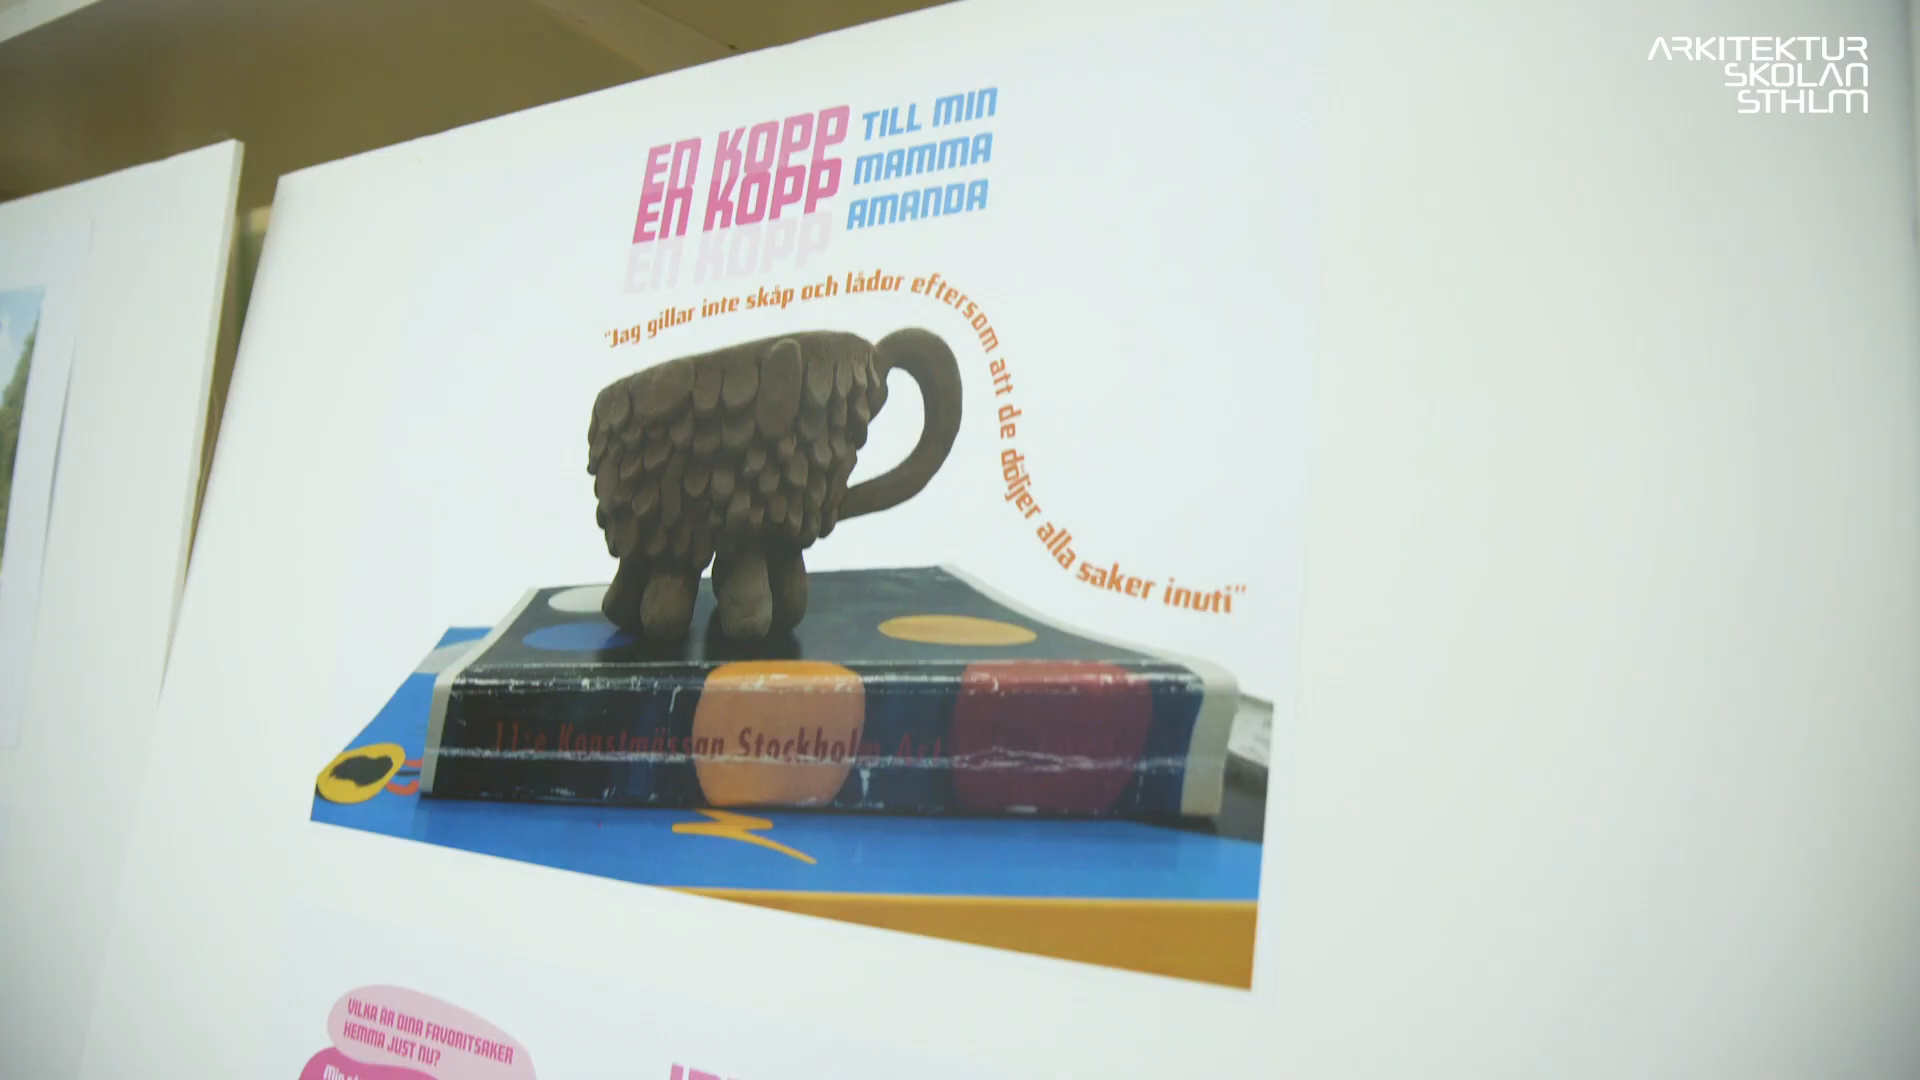 ARKITEKTUR
SKOLAN
STHLM
EN KOPP
EN KOPP
EN KOPP
TILL MIN
MAMMA
AMANDA
"Jag gillar inte skåp och lådor eftersom att de döljer alla saker inuti"
11:e Konstmässan Stockholm Art
VILKA ÄR DINA FAVORITSAKER
HEMMA JUST NU?